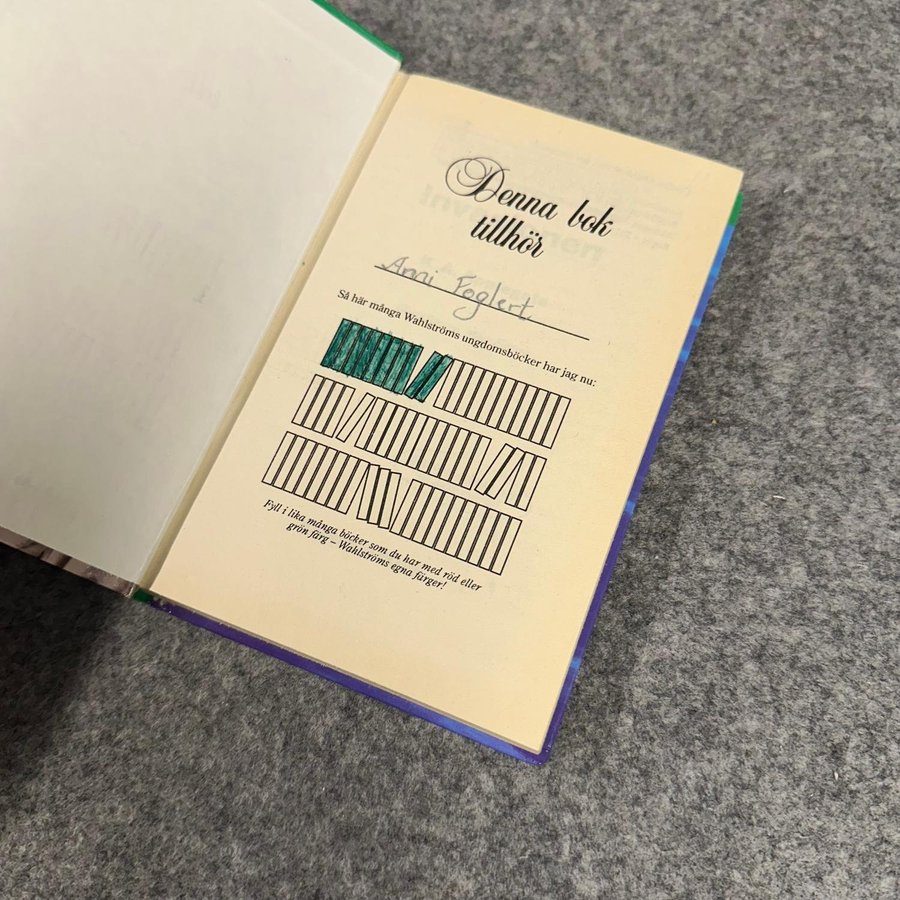 Denna bok
tillhör
Anni Foglert
Så här många Wahlströms ungdomsböcker har jag nu:
Fyll i lika många böcker som du har med röd eller
grön färg – Wahlströms egna färger!